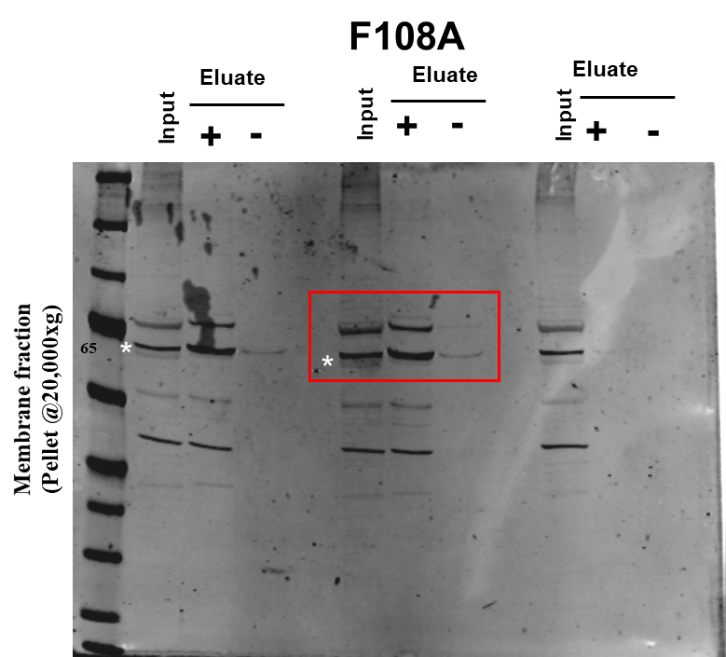 F108A
Input
Eluate
+ -
Input
Eluate
+ -
Input
Eluate
+ -
65 *
*
Membrane fraction
(Pellet @20,000xg)